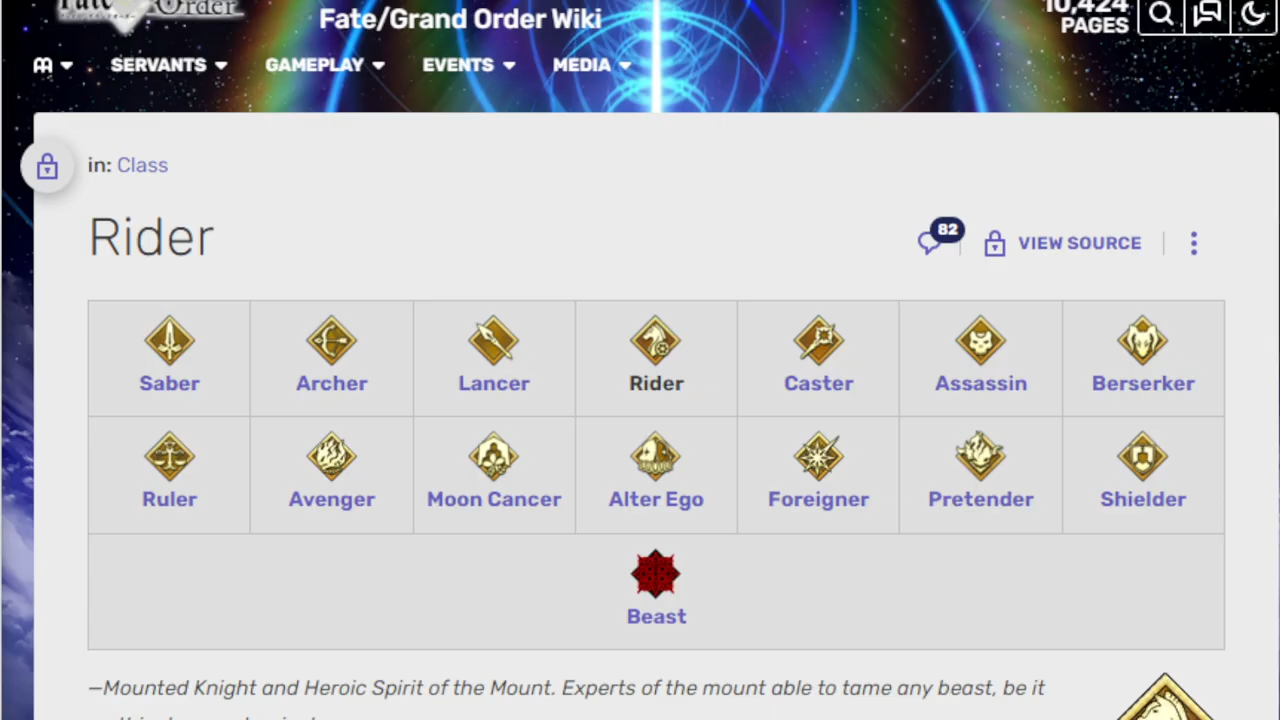 Order
Fate/Grand Order Wiki
10,424
PAGES
SERVANTS GAMEPLAY EVENTS MEDIA
in: Class
Rider
82
VIEW SOURCE
Saber Archer Lancer Rider Caster Assassin Berserker
Ruler Avenger Moon Cancer Alter Ego Foreigner Pretender Shielder
Beast
—Mounted Knight and Heroic Spirit of the Mount. Experts of the mount able to tame any beast, be it